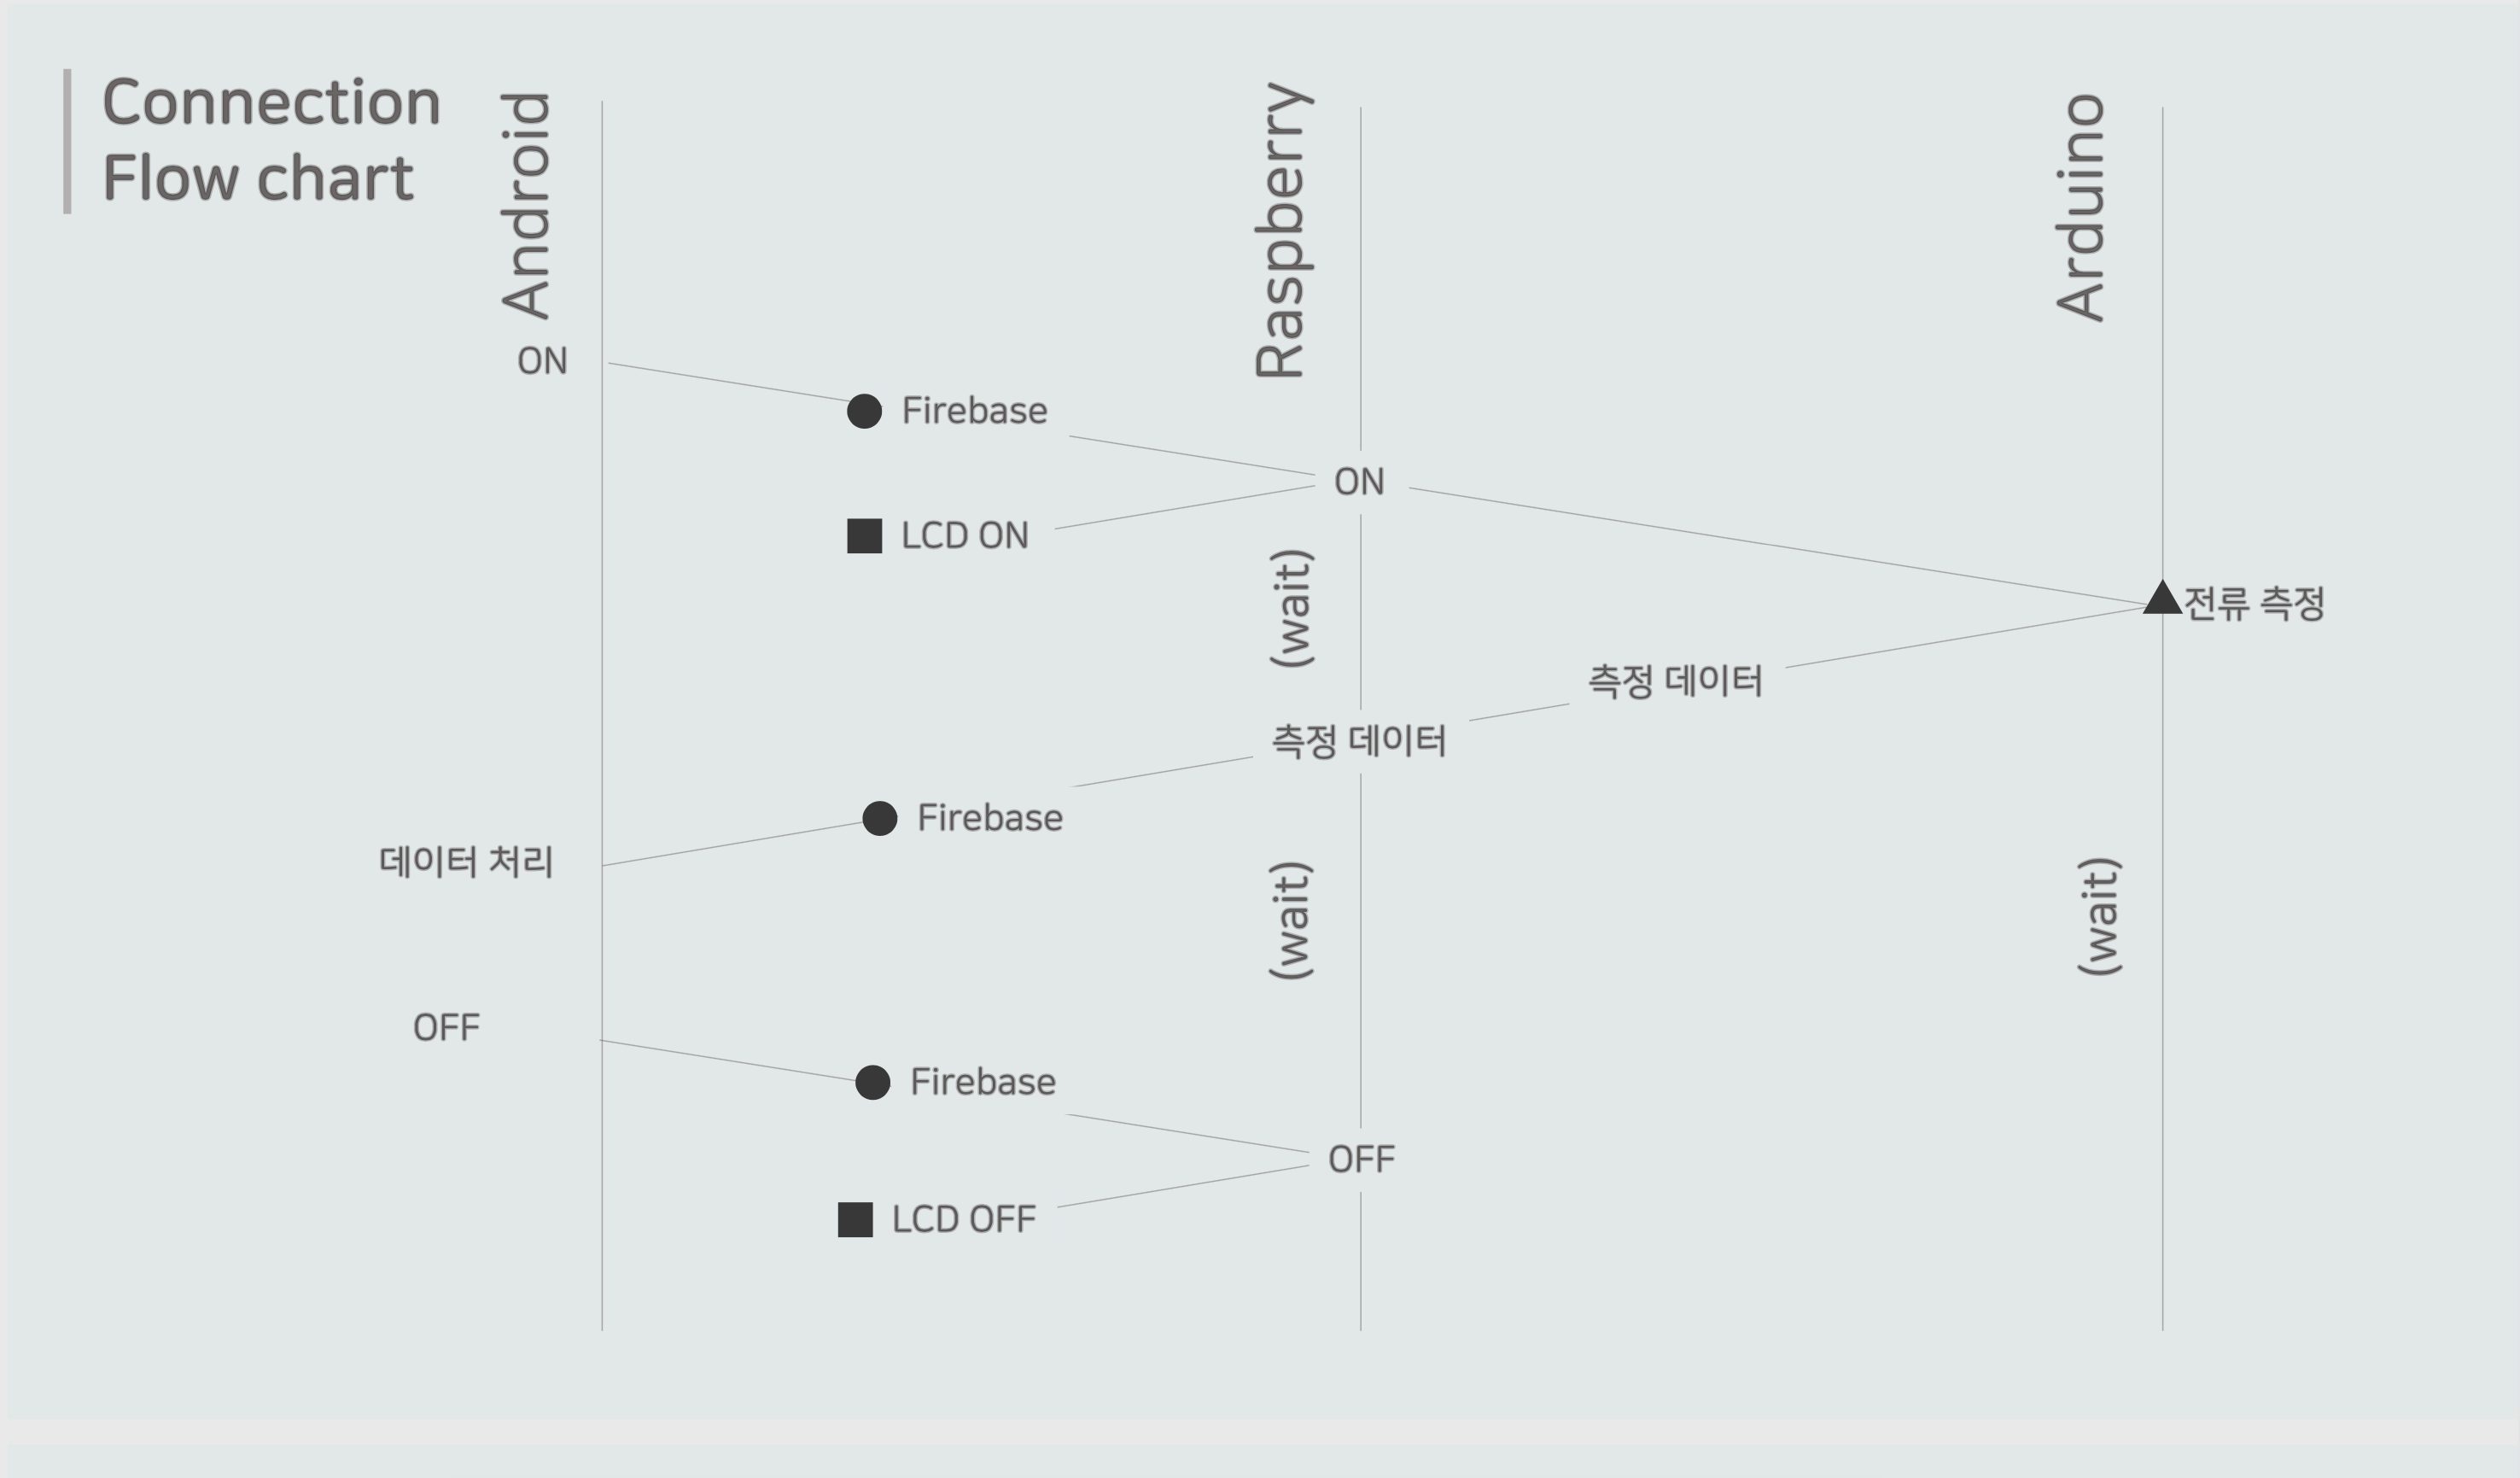 Connection
Flow chart
Android
Raspberry
Arduino
ON
Firebase
ON
LCD ON
(wait)
전류 측정
측정 데이터
측정 데이터
Firebase
데이터 처리
(wait)
(wait)
OFF
Firebase
OFF
LCD OFF